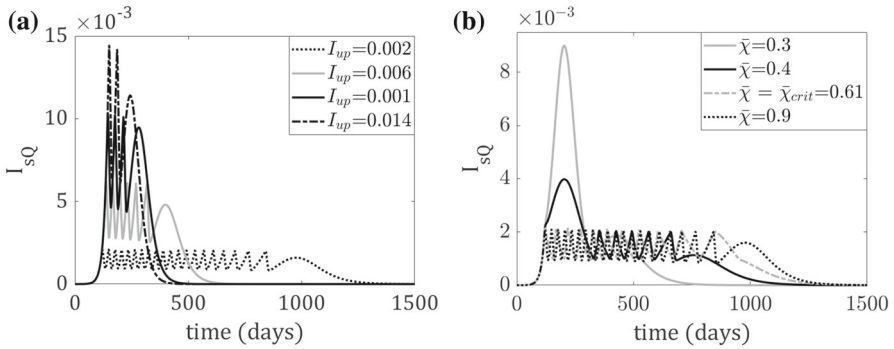 (a)
×10⁻³
15
10
5
0
I_sQ
0 500 1000 1500
time (days)
I_up=0.002
I_up=0.006
I_up=0.001
I_up=0.014
(b)
×10⁻³
8
6
4
2
0
I_sQ
0 500 1000 1500
time (days)
χ̄=0.3
χ̄=0.4
χ̄ = χ̄_crit=0.61
χ̄=0.9